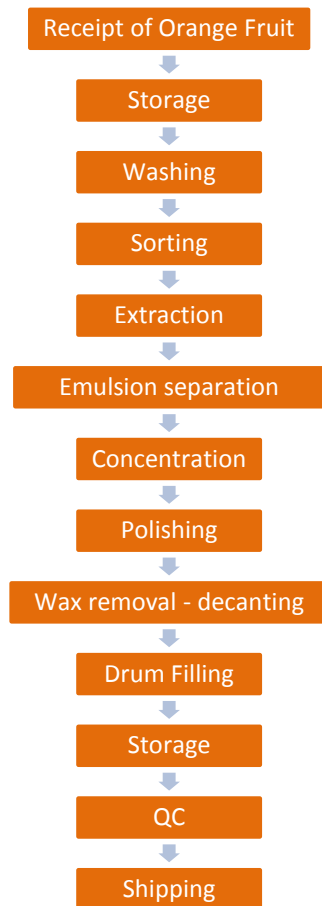 Receipt of Orange Fruit
Storage
Washing
Sorting
Extraction
Emulsion separation
Concentration
Polishing
Wax removal - decanting
Drum Filling
Storage
QC
Shipping